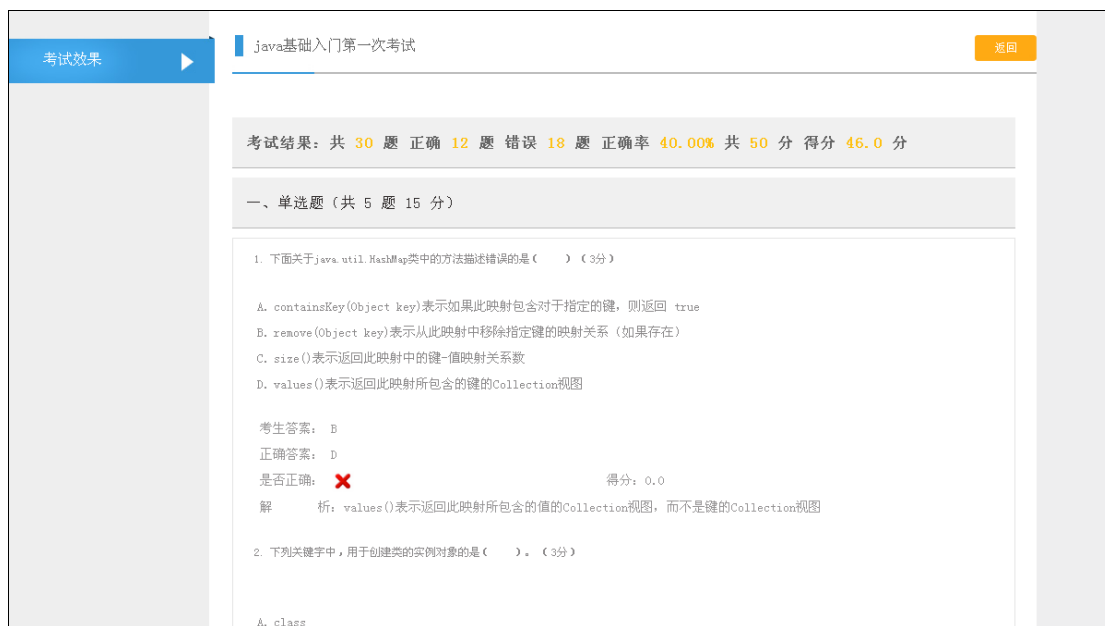 考试效果
java基础入门第一次考试
返回
考试结果: 共 30 题 正确 12 题 错误 18 题 正确率 40.00% 共 50 分 得分 46.0 分
一、单选题（共 5 题 15 分）
1. 下面关于java.util.HashMap类中的方法描述错误的是（    ）（3分）
A. containsKey(Object key)表示如果此映射包含对于指定的键，则返回 true
B. remove(Object key)表示从此映射中移除指定键的映射关系（如果存在）
C. size()表示返回此映射中的键-值映射关系数
D. values()表示返回此映射所包含的键的Collection视图
考生答案: B
正确答案: D
是否正确: 得分: 0.0
解 析: values()表示返回此映射所包含的值的Collection视图，而不是键的Collection视图
2. 下列关键字中，用于创建类的实例对象的是（    ）。（3分）
A. class